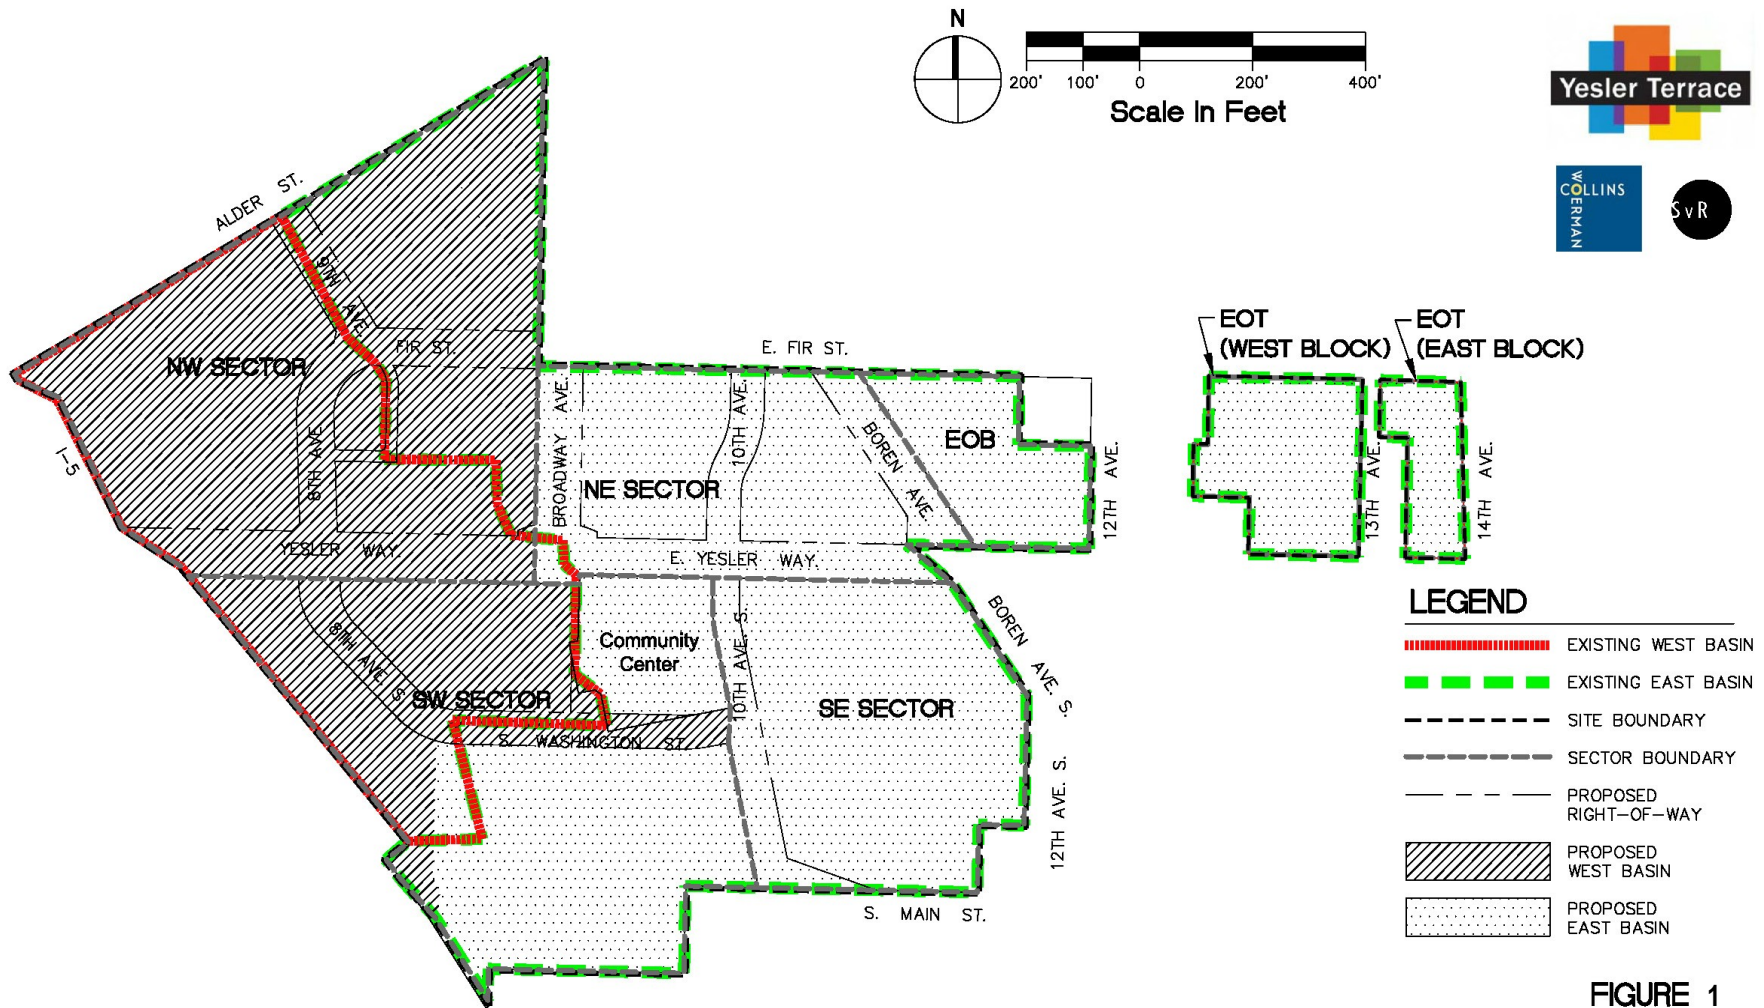 N
200' 100' 0 200' 400'
Scale In Feet
Yesler Terrace
COLLINS
WOERMAN
SvR
ALDER ST.
9TH AVE.
FIR ST.
NW SECTOR
8TH AVE
I-5
YESLER WAY.
E. FIR ST.
BROADWAY AVE.
10TH AVE.
NE SECTOR
BOREN AVE.
EOB
12TH AVE.
E. YESLER WAY.
EOT
(WEST BLOCK)
EOT
(EAST BLOCK)
13TH AVE.
14TH AVE.
8TH AVE S.
SW SECTOR
Community
Center
10TH AVE S.
SE SECTOR
BOREN AVE. S.
S. WASHINGTON ST.
12TH AVE. S.
S. MAIN ST.
LEGEND
EXISTING WEST BASIN
EXISTING EAST BASIN
SITE BOUNDARY
SECTOR BOUNDARY
PROPOSED
RIGHT-OF-WAY
PROPOSED
WEST BASIN
PROPOSED
EAST BASIN
FIGURE 1